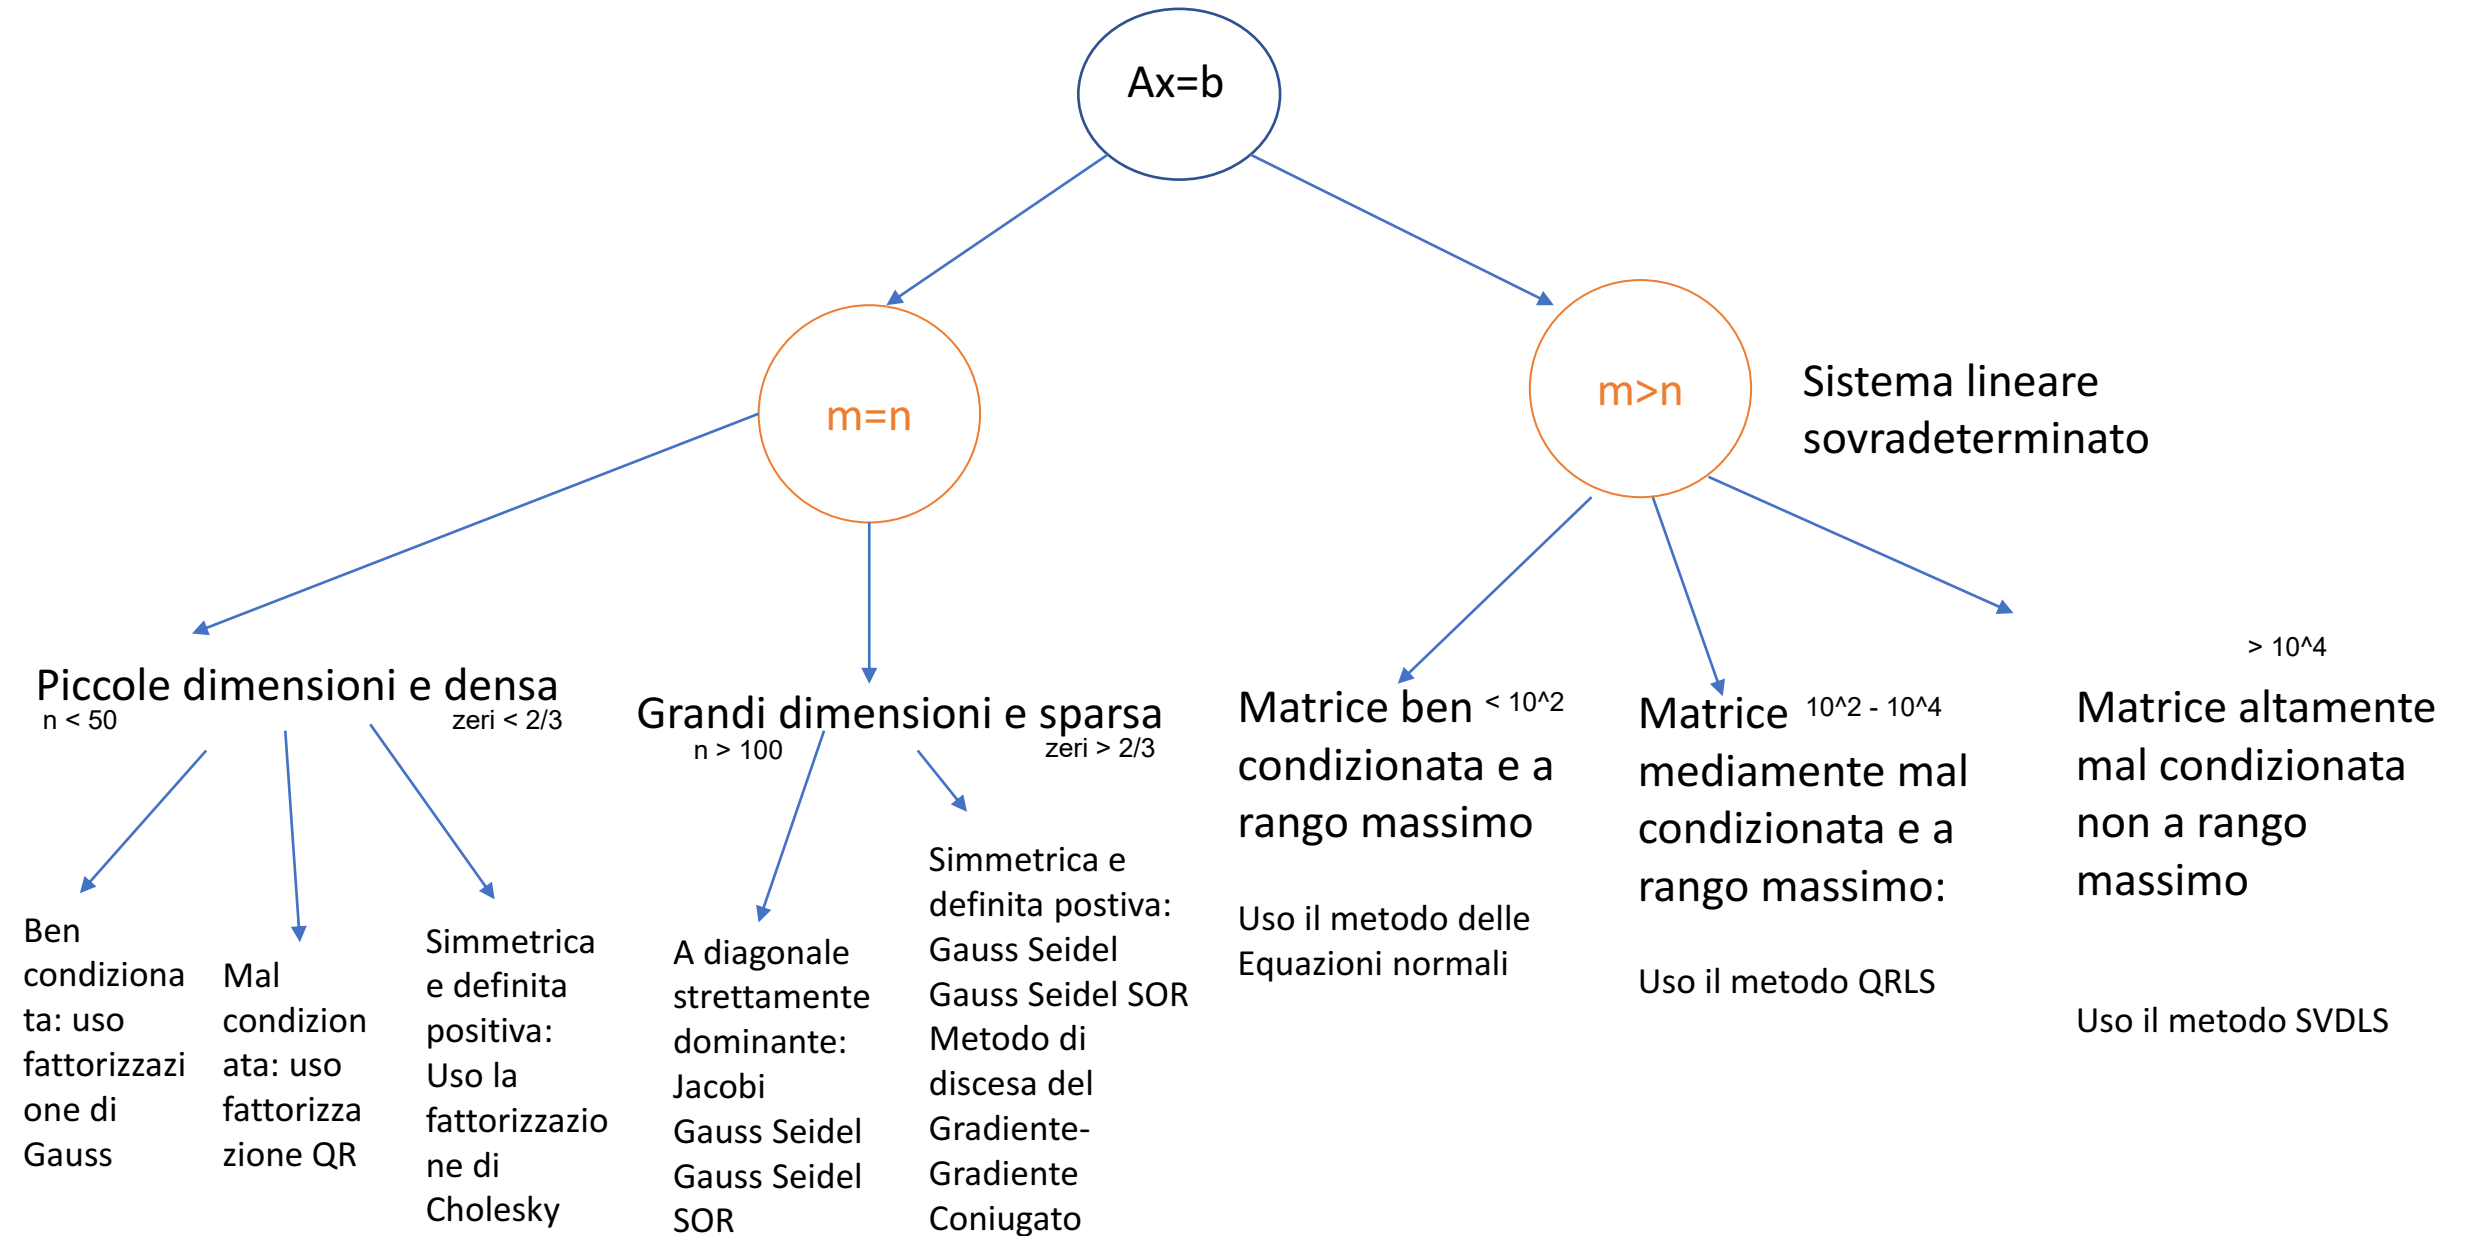 Ax=b
m=n
m>n
Sistema lineare
sovradeterminato
Piccole dimensioni e densa
n < 50
zeri < 2/3
Ben
condiziona
ta: uso
fattorizzazi
one di
Gauss
Mal
condizion
ata: uso
fattorizza
zione QR
Simmetrica
e definita
positiva:
Uso la
fattorizzazio
ne di
Cholesky
Grandi dimensioni e sparsa
n > 100
zeri > 2/3
A diagonale
strettamente
dominante:
Jacobi
Gauss Seidel
Gauss Seidel
SOR
Simmetrica e
definita postiva:
Gauss Seidel
Gauss Seidel SOR
Metodo di
discesa del
Gradiente-
Gradiente
Coniugato
Matrice ben < 10^2
condizionata e a
rango massimo
Uso il metodo delle
Equazioni normali
Matrice 10^2 - 10^4
mediamente mal
condizionata e a
rango massimo:
Uso il metodo QRLS
> 10^4
Matrice altamente
mal condizionata
non a rango
massimo
Uso il metodo SVDLS